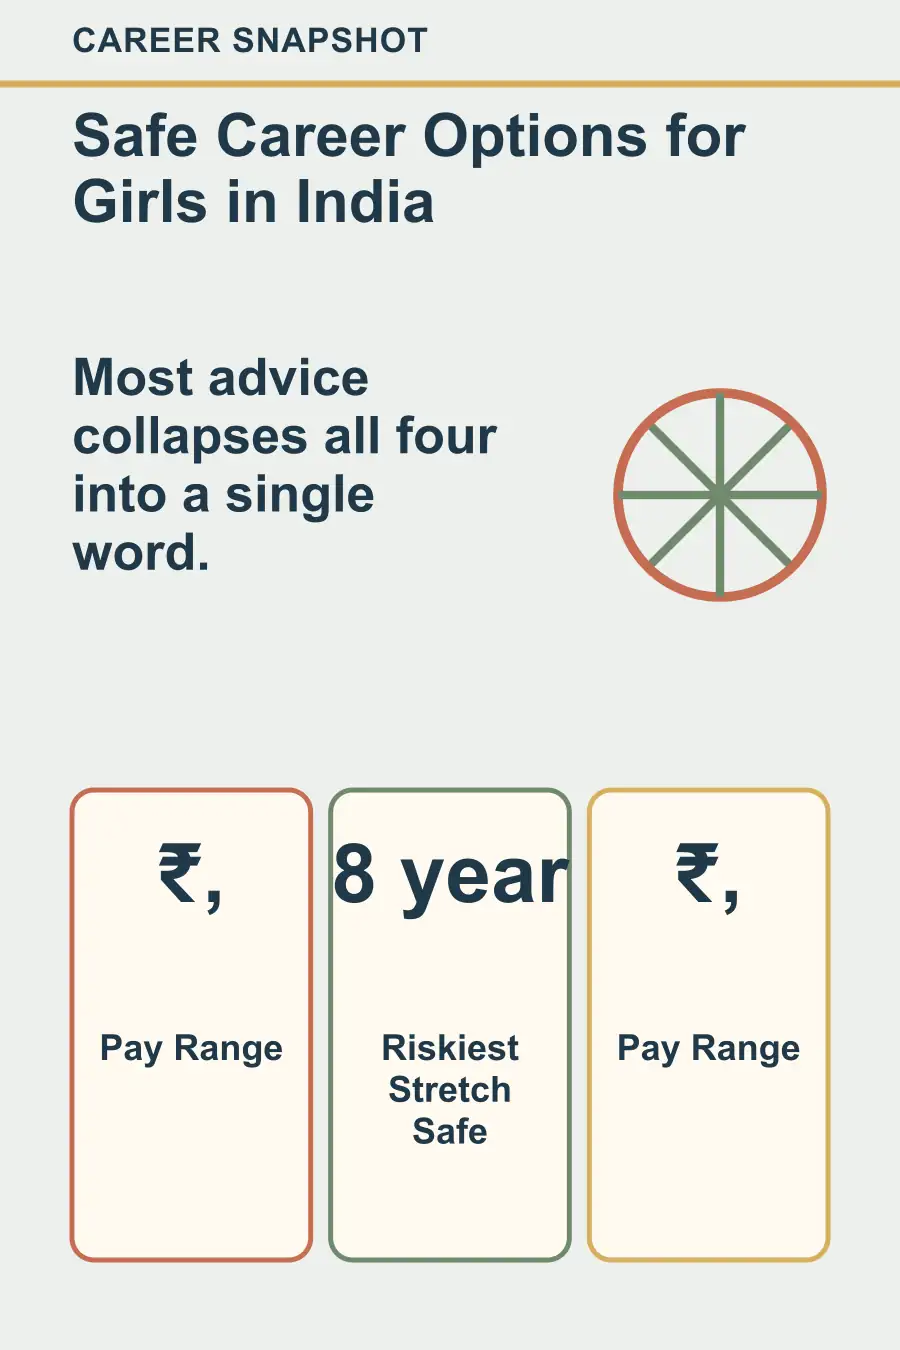 CAREER SNAPSHOT
Safe Career Options for
Girls in India
Most advice
collapses all four
into a single
word.
₹,
Pay Range
8 year
Riskiest
Stretch
Safe
₹,
Pay Range